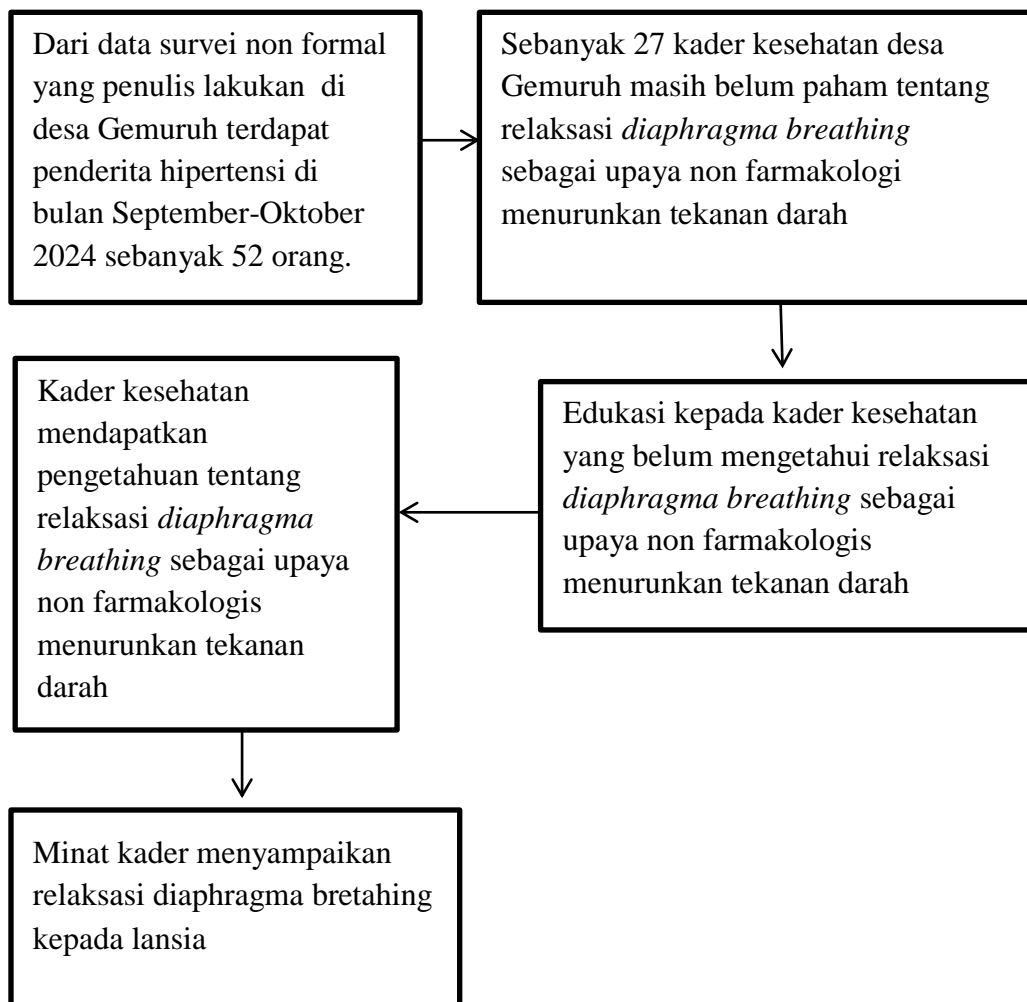 Dari data survei non formal
yang penulis lakukan  di
desa Gemuruh terdapat
penderita hipertensi di
bulan September-Oktober
2024 sebanyak 52 orang.
Sebanyak 27 kader kesehatan desa
Gemuruh masih belum paham tentang
relaksasi diaphragma breathing
sebagai upaya non farmakologi
menurunkan tekanan darah
Edukasi kepada kader kesehatan
yang belum mengetahui relaksasi
diaphragma breathing sebagai
upaya non farmakologis
menurunkan tekanan darah
Kader kesehatan
mendapatkan
pengetahuan tentang
relaksasi diaphragma
breathing sebagai upaya
non farmakologis
menurunkan tekanan
darah
Minat kader menyampaikan
relaksasi diaphragma bretahing
kepada lansia